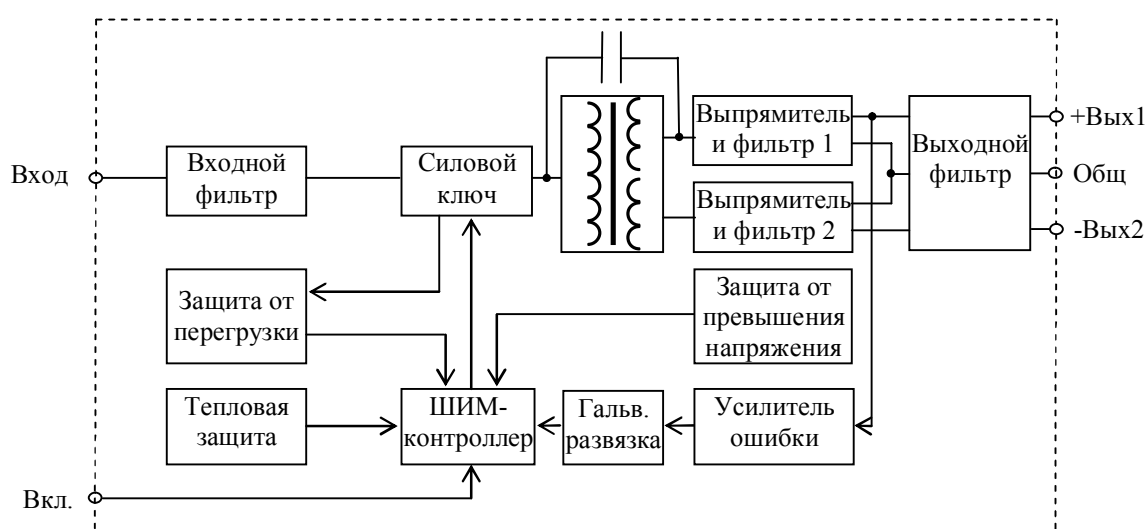 Вход
Входной
фильтр
Силовой
ключ
Выпрямитель
и фильтр 1
Выпрямитель
и фильтр 2
Выходной
фильтр
+Вых1
Общ
-Вых2
Защита от
перегрузки
Защита от
превышения
напряжения
Тепловая
защита
ШИМ-
контроллер
Гальв.
развязка
Усилитель
ошибки
Вкл.